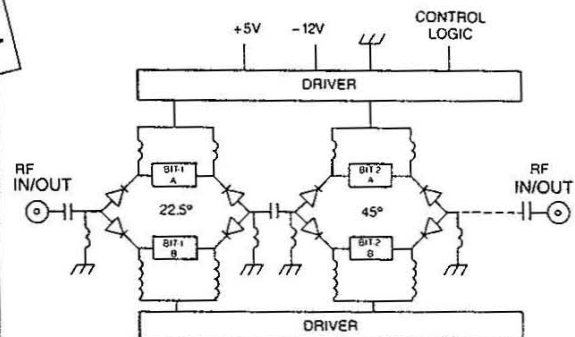 CONTROL
LOGIC
+5V
-12V
DRIVER
RF
IN/OUT
BIT-1
A
22.5°
BIT-1
B
BIT-2
A
45°
BIT-2
B
RF
IN/OUT
DRIVER